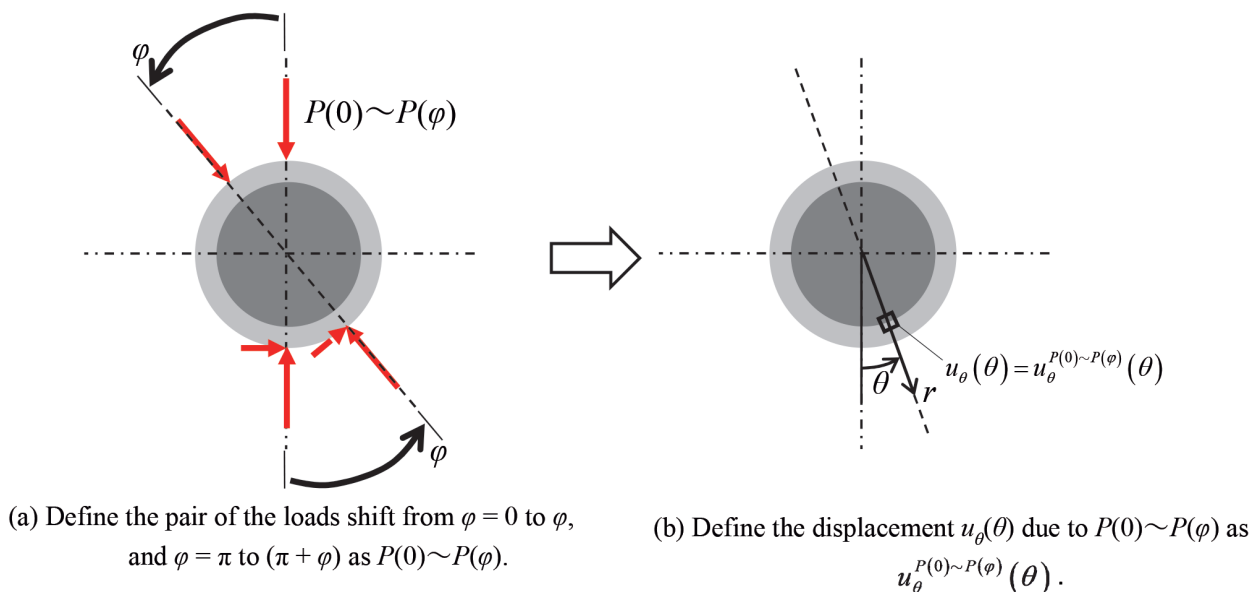 φ
P(0)～P(φ)
φ
(a) Define the pair of the loads shift from φ = 0 to φ,
and φ = π to (π + φ) as P(0)～P(φ).
θ
r
u_θ(θ) = u_θ^{P(0)～P(φ)}(θ)
(b) Define the displacement u_θ(θ) due to P(0)～P(φ) as
u_θ^{P(0)～P(φ)}(θ).